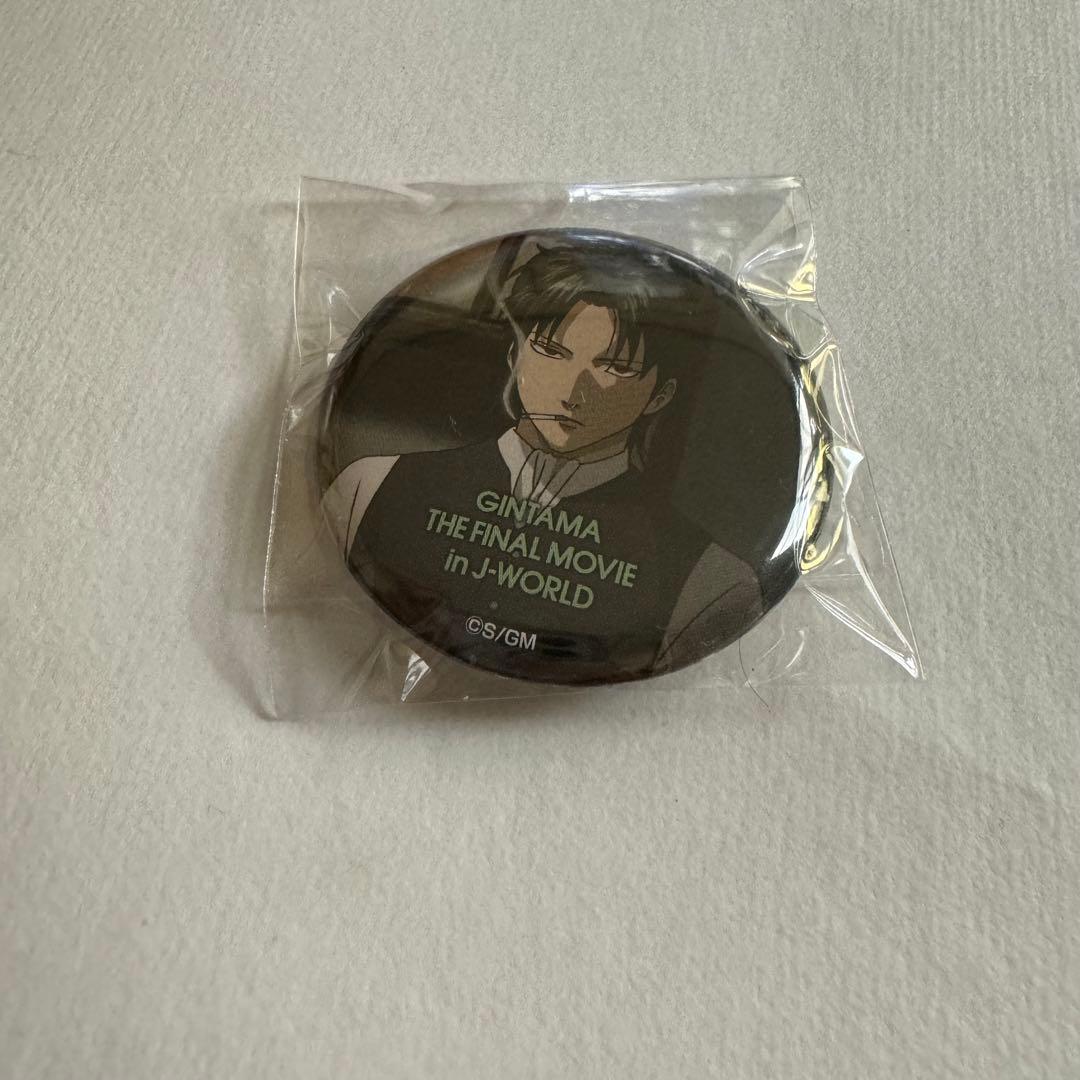 GINTAMA
THE FINAL MOVIE
in J-WORLD
©S/GM